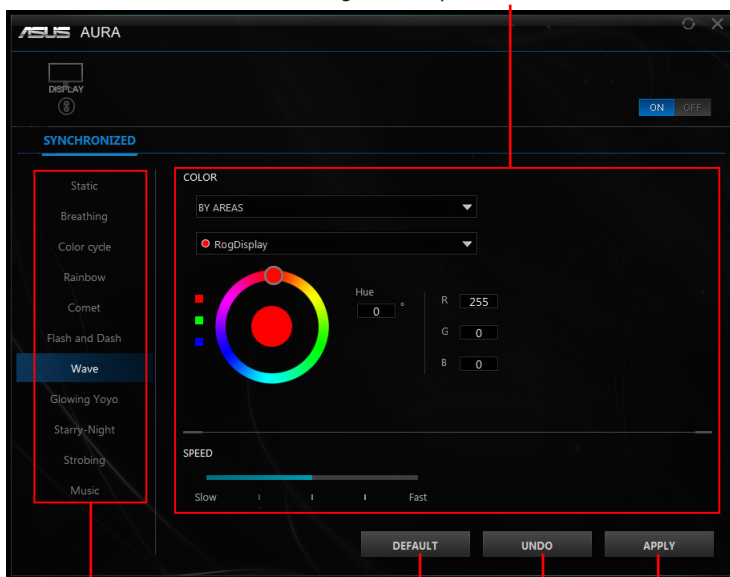 ASUS AURA
DISPLAY
ON OFF
SYNCHRONIZED
Static
Breathing
Color cycle
Rainbow
Comet
Flash and Dash
Wave
Glowing Yoyo
Starry-Night
Strobing
Music
COLOR
BY AREAS
RogDisplay
Hue
0 °
R 255
G 0
B 0
SPEED
Slow Fast
DEFAULT UNDO APPLY